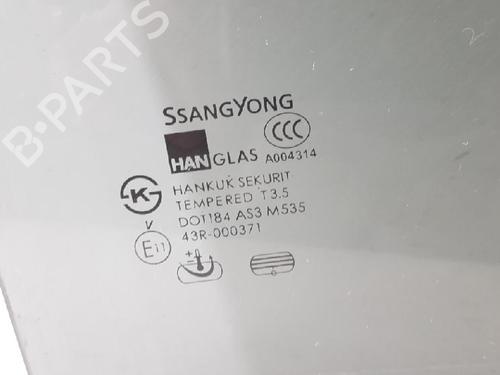 B-PARTS
SSANGYONG
CCC
HANGLAS A004314
HANKUK SEKURIT
K
TEMPERED T3.5
V
DOT184 AS3 M535
E11
43R-000371